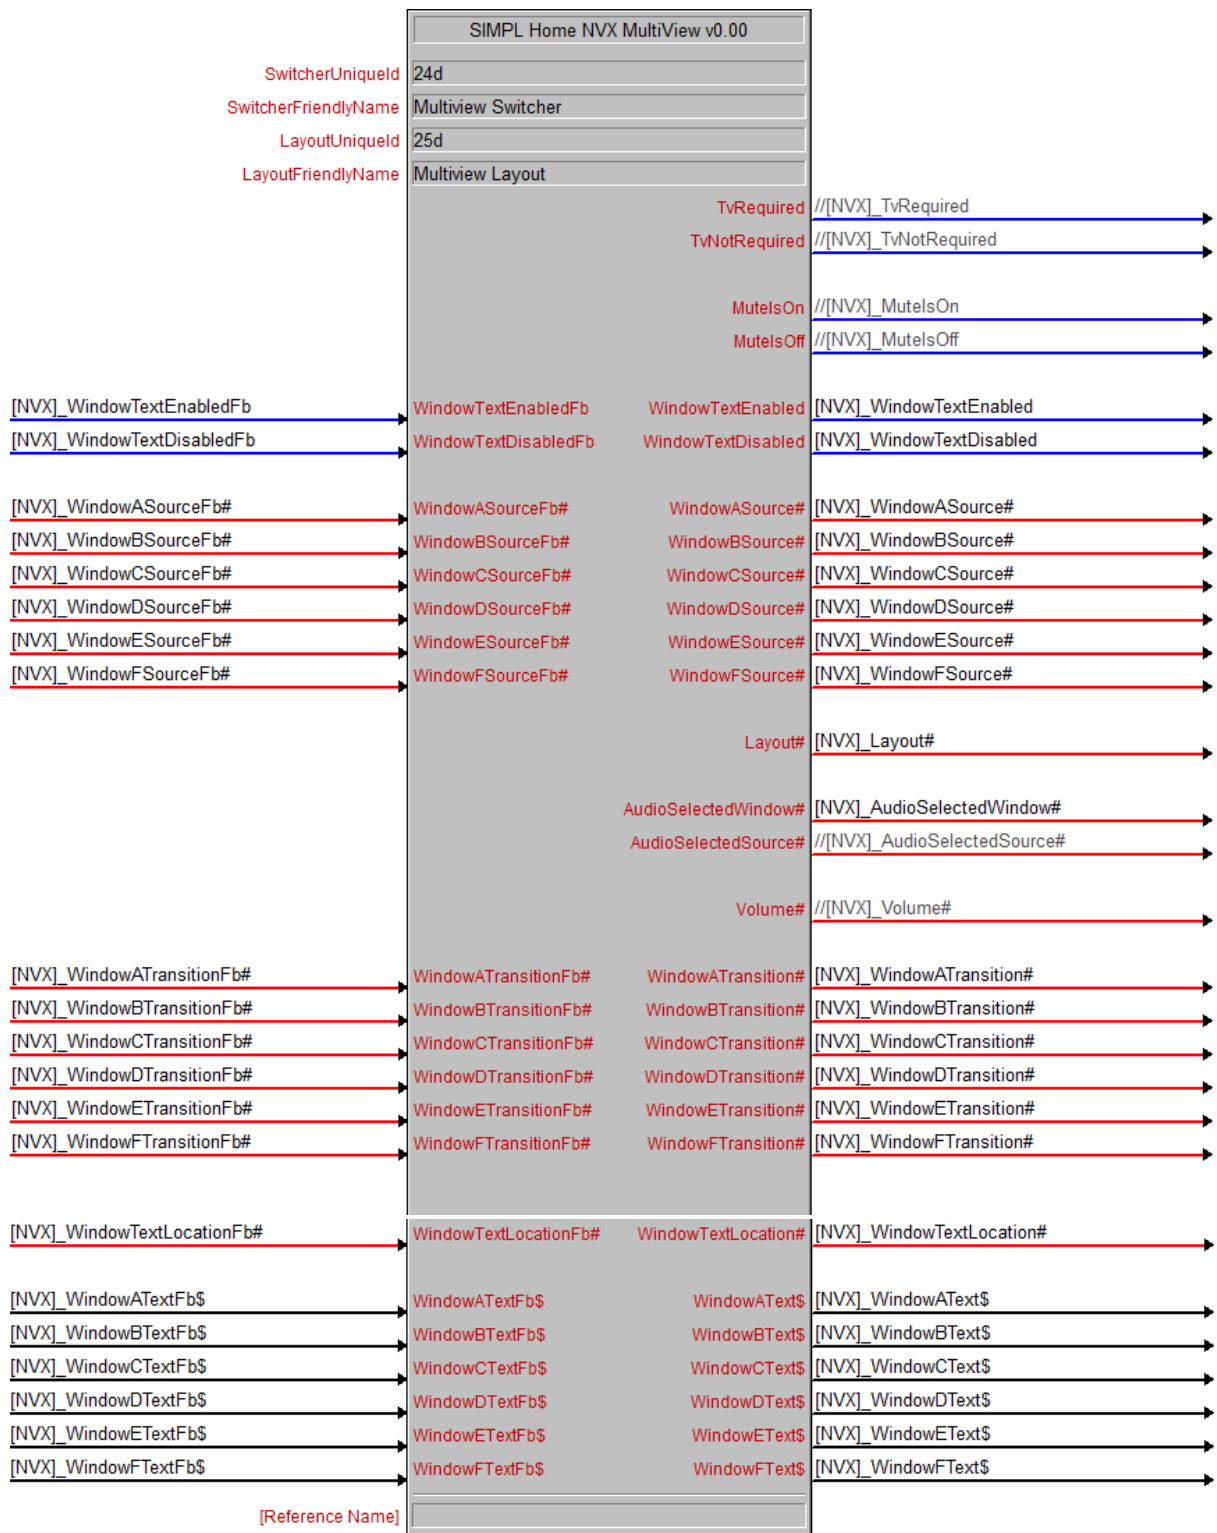 SIMPL Home NVX MultiView v0.00
SwitcherUniqueId 24d
SwitcherFriendlyName Multiview Switcher
LayoutUniqueId 25d
LayoutFriendlyName Multiview Layout
TvRequired //[NVX]_TvRequired
TvNotRequired //[NVX]_TvNotRequired
MuteIsOn //[NVX]_MuteIsOn
MuteIsOff //[NVX]_MuteIsOff
[NVX]_WindowTextEnabledFb WindowTextEnabledFb WindowTextEnabled [NVX]_WindowTextEnabled
[NVX]_WindowTextDisabledFb WindowTextDisabledFb WindowTextDisabled [NVX]_WindowTextDisabled
[NVX]_WindowASourceFb# WindowASourceFb# WindowASource# [NVX]_WindowASource#
[NVX]_WindowBSourceFb# WindowBSourceFb# WindowBSource# [NVX]_WindowBSource#
[NVX]_WindowCSourceFb# WindowCSourceFb# WindowCSource# [NVX]_WindowCSource#
[NVX]_WindowDSourceFb# WindowDSourceFb# WindowDSource# [NVX]_WindowDSource#
[NVX]_WindowESourceFb# WindowESourceFb# WindowESource# [NVX]_WindowESource#
[NVX]_WindowFSourceFb# WindowFSourceFb# WindowFSource# [NVX]_WindowFSource#
Layout# [NVX]_Layout#
AudioSelectedWindow# [NVX]_AudioSelectedWindow#
AudioSelectedSource# //[NVX]_AudioSelectedSource#
Volume# //[NVX]_Volume#
[NVX]_WindowATransitionFb# WindowATransitionFb# WindowATransition# [NVX]_WindowATransition#
[NVX]_WindowBTransitionFb# WindowBTransitionFb# WindowBTransition# [NVX]_WindowBTransition#
[NVX]_WindowCTransitionFb# WindowCTransitionFb# WindowCTransition# [NVX]_WindowCTransition#
[NVX]_WindowDTransitionFb# WindowDTransitionFb# WindowDTransition# [NVX]_WindowDTransition#
[NVX]_WindowETransitionFb# WindowETransitionFb# WindowETransition# [NVX]_WindowETransition#
[NVX]_WindowFTransitionFb# WindowFTransitionFb# WindowFTransition# [NVX]_WindowFTransition#
[NVX]_WindowTextLocationFb# WindowTextLocationFb# WindowTextLocation# [NVX]_WindowTextLocation#
[NVX]_WindowATextFb$ WindowATextFb$ WindowAText$ [NVX]_WindowAText$
[NVX]_WindowBTextFb$ WindowBTextFb$ WindowBText$ [NVX]_WindowBText$
[NVX]_WindowCTextFb$ WindowCTextFb$ WindowCText$ [NVX]_WindowCText$
[NVX]_WindowDTextFb$ WindowDTextFb$ WindowDText$ [NVX]_WindowDText$
[NVX]_WindowETextFb$ WindowETextFb$ WindowEText$ [NVX]_WindowEText$
[NVX]_WindowFTextFb$ WindowFTextFb$ WindowFText$ [NVX]_WindowFText$
[Reference Name]